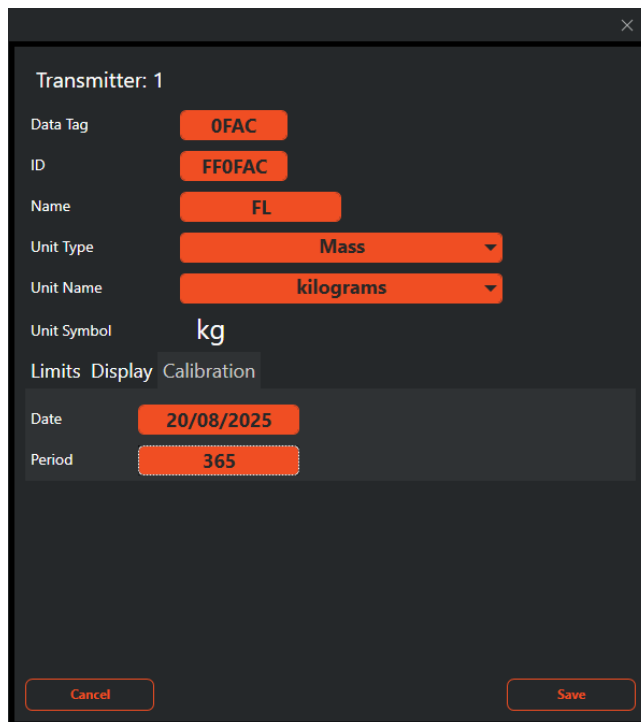 Transmitter: 1
Data Tag 0FAC
ID FF0FAC
Name FL
Unit Type Mass
Unit Name kilograms
Unit Symbol kg
Limits Display Calibration
Date 20/08/2025
Period 365
Cancel Save